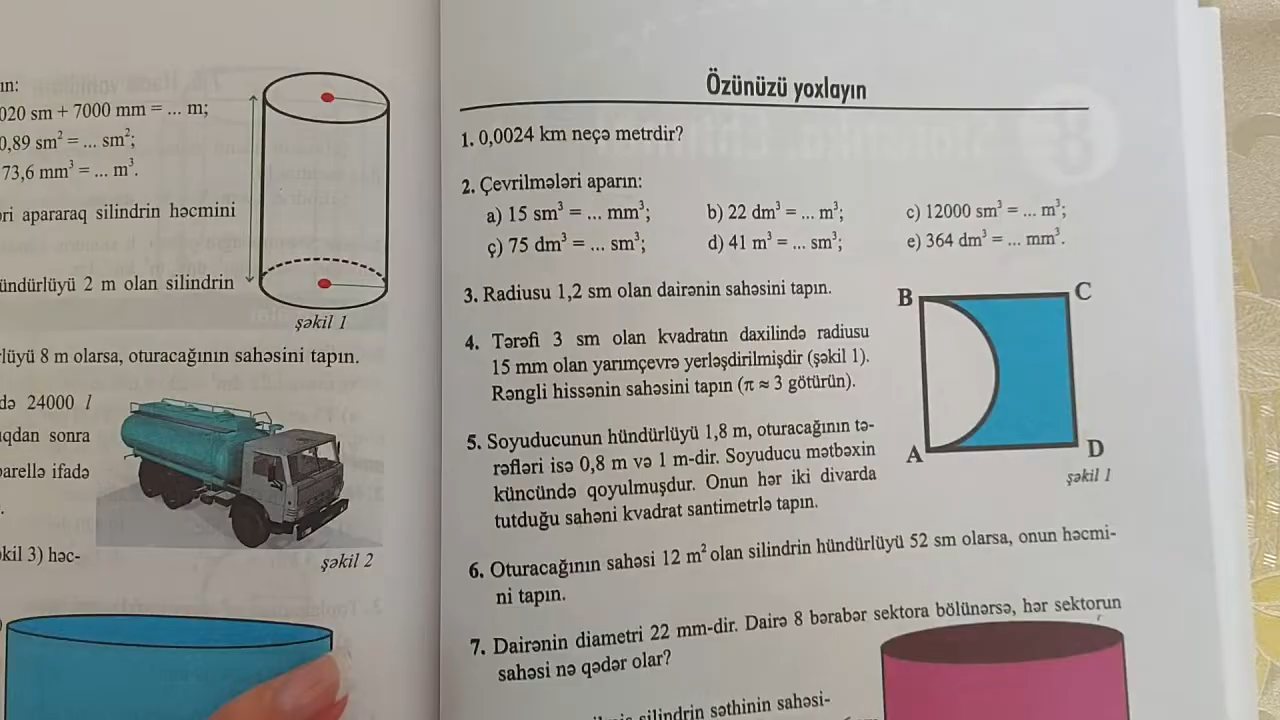 020 sm + 7000 mm = ... m;
0,89 sm² = ... sm²;
73,6 mm³ = ... m³.
apararaq silindrin həcmini
2 m olan silindrin
şəkil 1
8 m olarsa, oturacağının sahəsini tapın.
24000 l
sonra
ifadə
şəkil 2
3) həc-
Özünüzü yoxlayın
1. 0,0024 km neçə metrdir?
2. Çevrilmələri aparın:
a) 15 sm³ = ... mm³; b) 22 dm³ = ... m³; c) 12000 sm³ = ... m³;
ç) 75 dm³ = ... sm³; d) 41 m³ = ... sm³; e) 364 dm³ = ... mm³.
3. Radiusu 1,2 sm olan dairənin sahəsini tapın.
4. Tərəfi 3 sm olan kvadratın daxilində radiusu
15 mm olan yarımçevrə yerləşdirilmişdir (şəkil 1).
Rəngli hissənin sahəsini tapın (π ≈ 3 götürün).
B C
A D
şəkil 1
5. Soyuducunun hündürlüyü 1,8 m, oturacağının tə-
rəfləri isə 0,8 m və 1 m-dir. Soyuducu mətbəxin
küncündə qoyulmuşdur. Onun hər iki divarda
tutduğu sahəni kvadrat santimetrlə tapın.
6. Oturacağının sahəsi 12 m² olan silindrin hündürlüyü 52 sm olarsa, onun həcmi-
ni tapın.
7. Dairənin diametri 22 mm-dir. Dairə 8 bərabər sektora bölünərsə, hər sektorun
sahəsi nə qədər olar?
silindrin səthinin sahəsi-